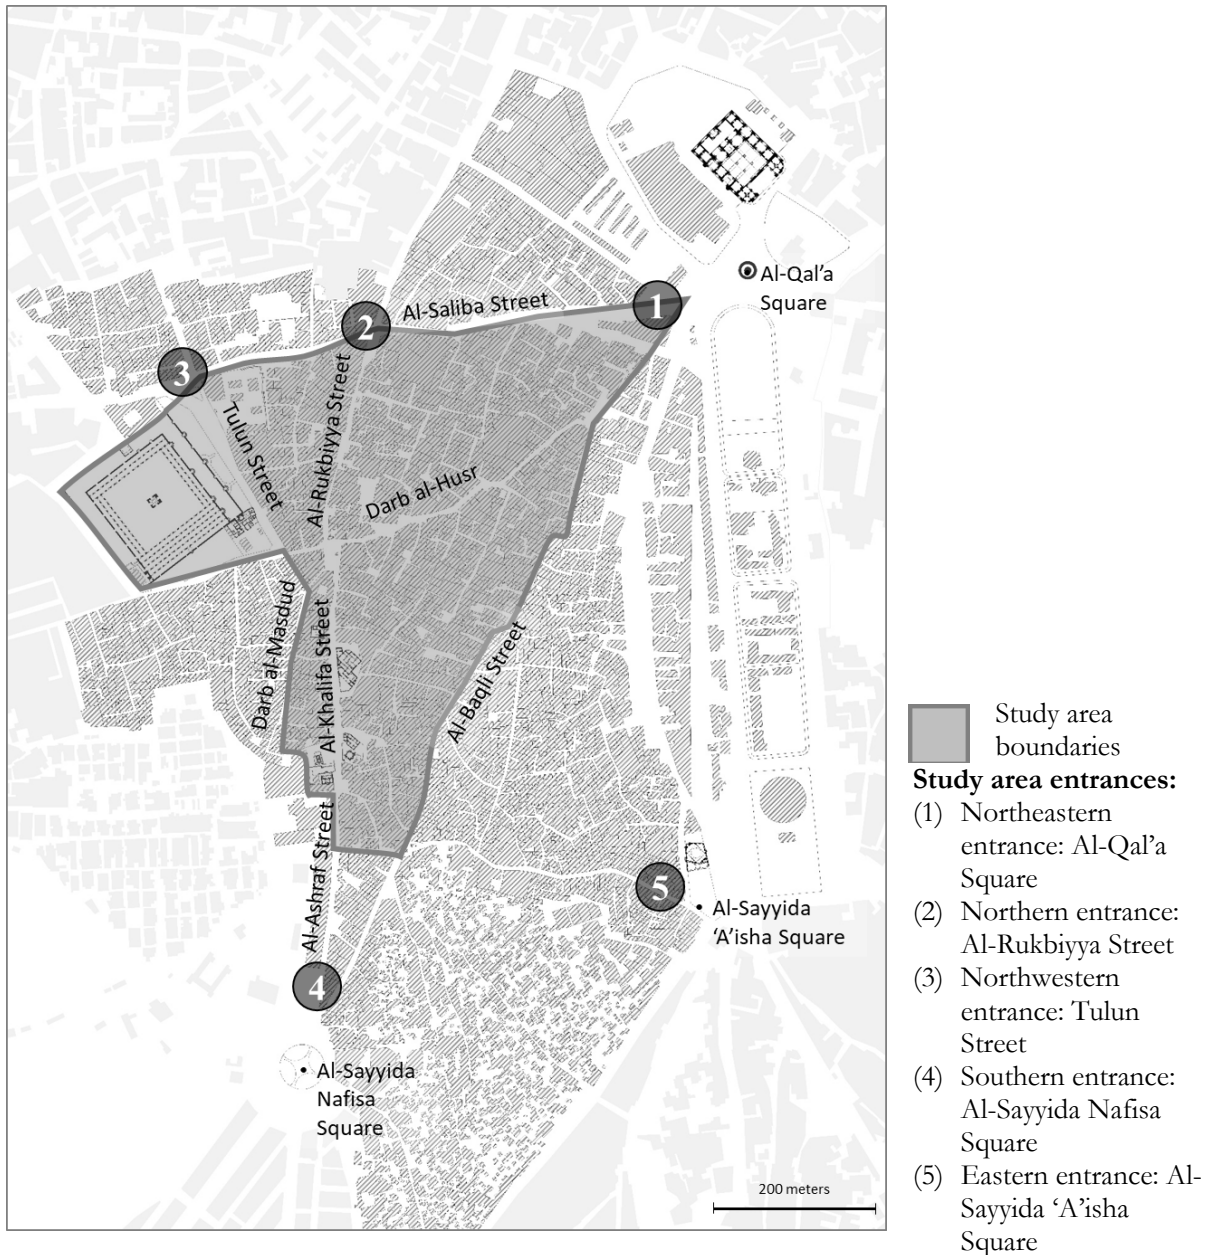 Al-Qal’a
Square
Al-Saliba Street
1
2
3
Tulun Street
Al-Rukbiyya Street
Darb al-Husr
Darb al-Masdud
Al-Khalifa Street
Al-Baqli Street
Al-Ashraf Street
5
Al-Sayyida
‘A’isha Square
4
Al-Sayyida
Nafisa
Square
200 meters
Study area
boundaries
Study area entrances:
(1) Northeastern
entrance: Al-Qal’a
Square
(2) Northern entrance:
Al-Rukbiyya Street
(3) Northwestern
entrance: Tulun
Street
(4) Southern entrance:
Al-Sayyida Nafisa
Square
(5) Eastern entrance: Al-
Sayyida ‘A’isha
Square